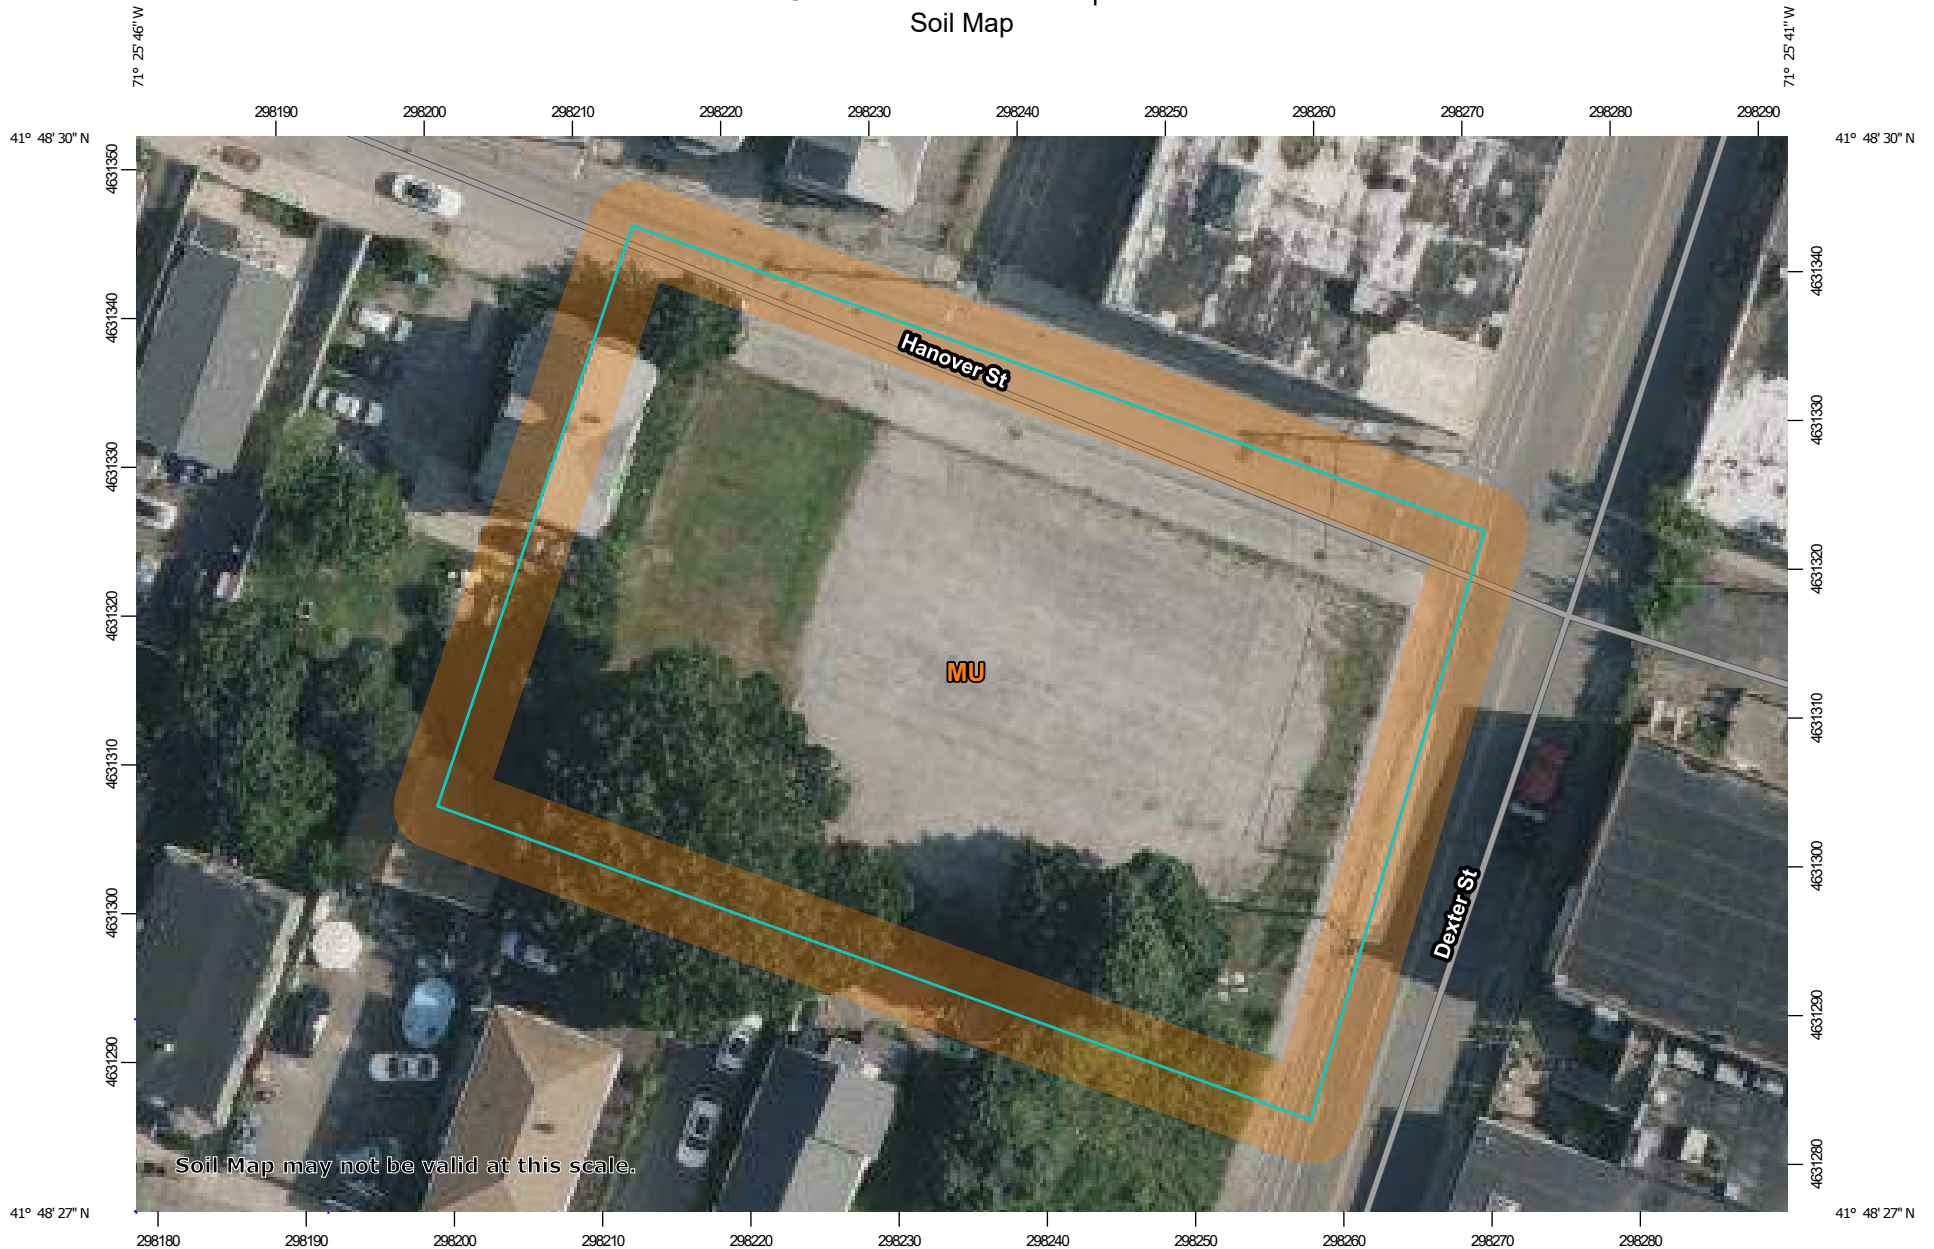 Soil Map
71° 25' 46'' W
71° 25' 41'' W
298190 298200 298210 298220 298230 298240 298250 298260 298270 298280 298290
41° 48' 30'' N
41° 48' 30'' N
4631350
4631340
4631330
4631320
4631310
4631300
4631290
4631340
4631330
4631320
4631310
4631300
4631290
4631280
Hanover St
MU
Dexter St
Soil Map may not be valid at this scale.
41° 48' 27'' N
41° 48' 27'' N
298180 298190 298200 298210 298220 298230 298240 298250 298260 298270 298280